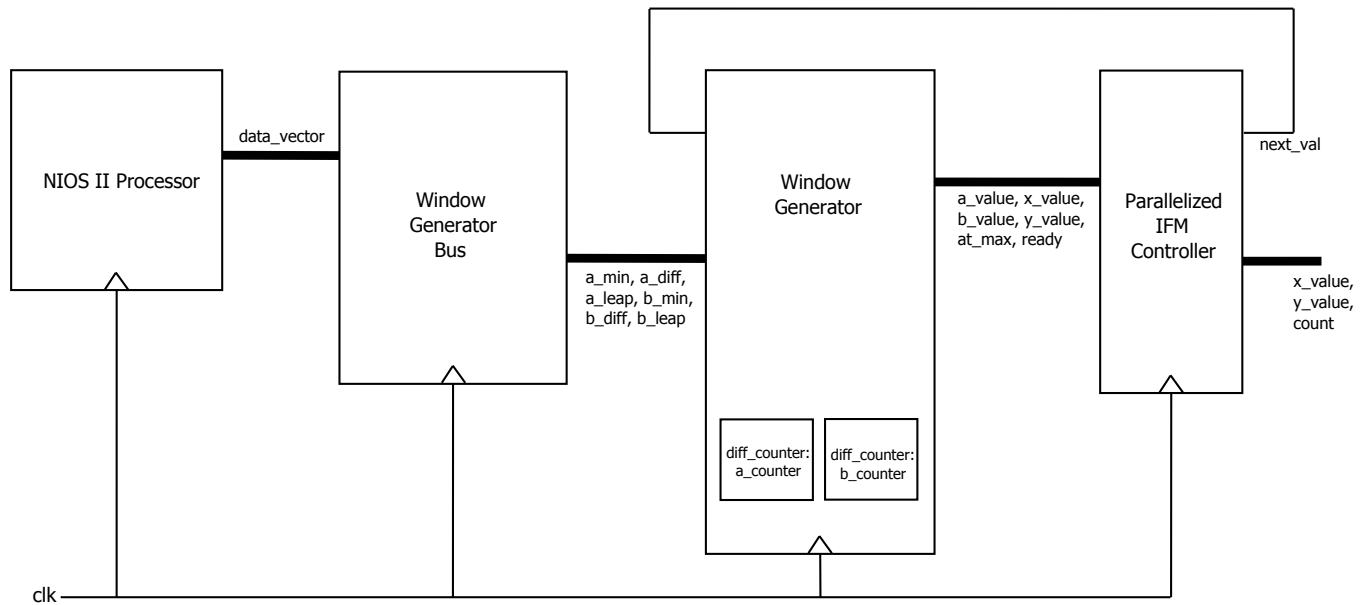 data_vector
NIOS II Processor
Window
Generator
Bus
a_min, a_diff,
a_leap, b_min,
b_diff, b_leap
Window
Generator
diff_counter:
a_counter
diff_counter:
b_counter
a_value, x_value,
b_value, y_value,
at_max, ready
Parallelized
IFM
Controller
next_val
x_value,
y_value,
count
clk